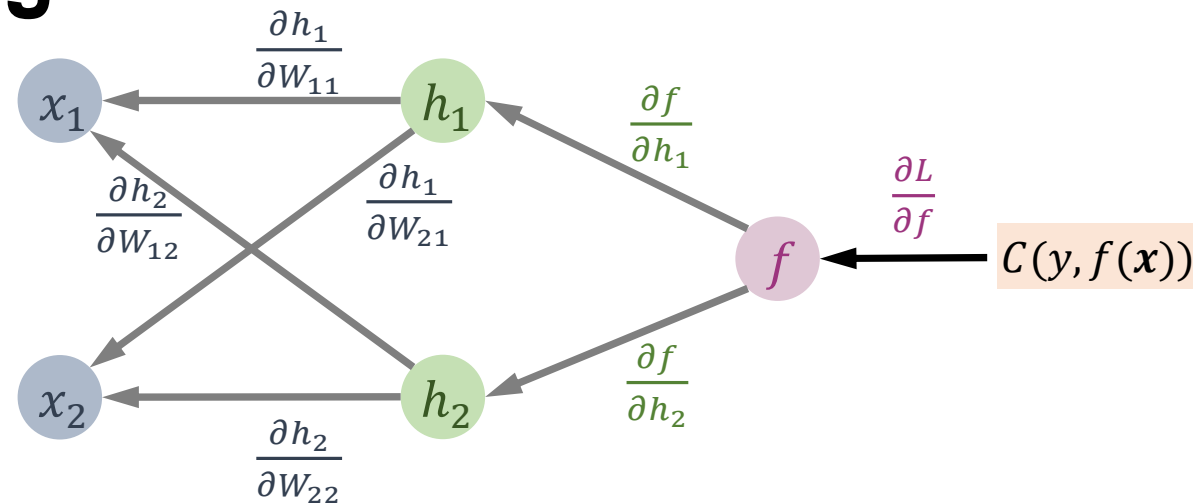 g
∂h₁/∂W₁₁
x₁
h₁
∂f/∂h₁
∂L/∂f
∂h₂/∂W₁₂
∂h₁/∂W₂₁
f
C(y, f(x))
x₂
h₂
∂f/∂h₂
∂h₂/∂W₂₂